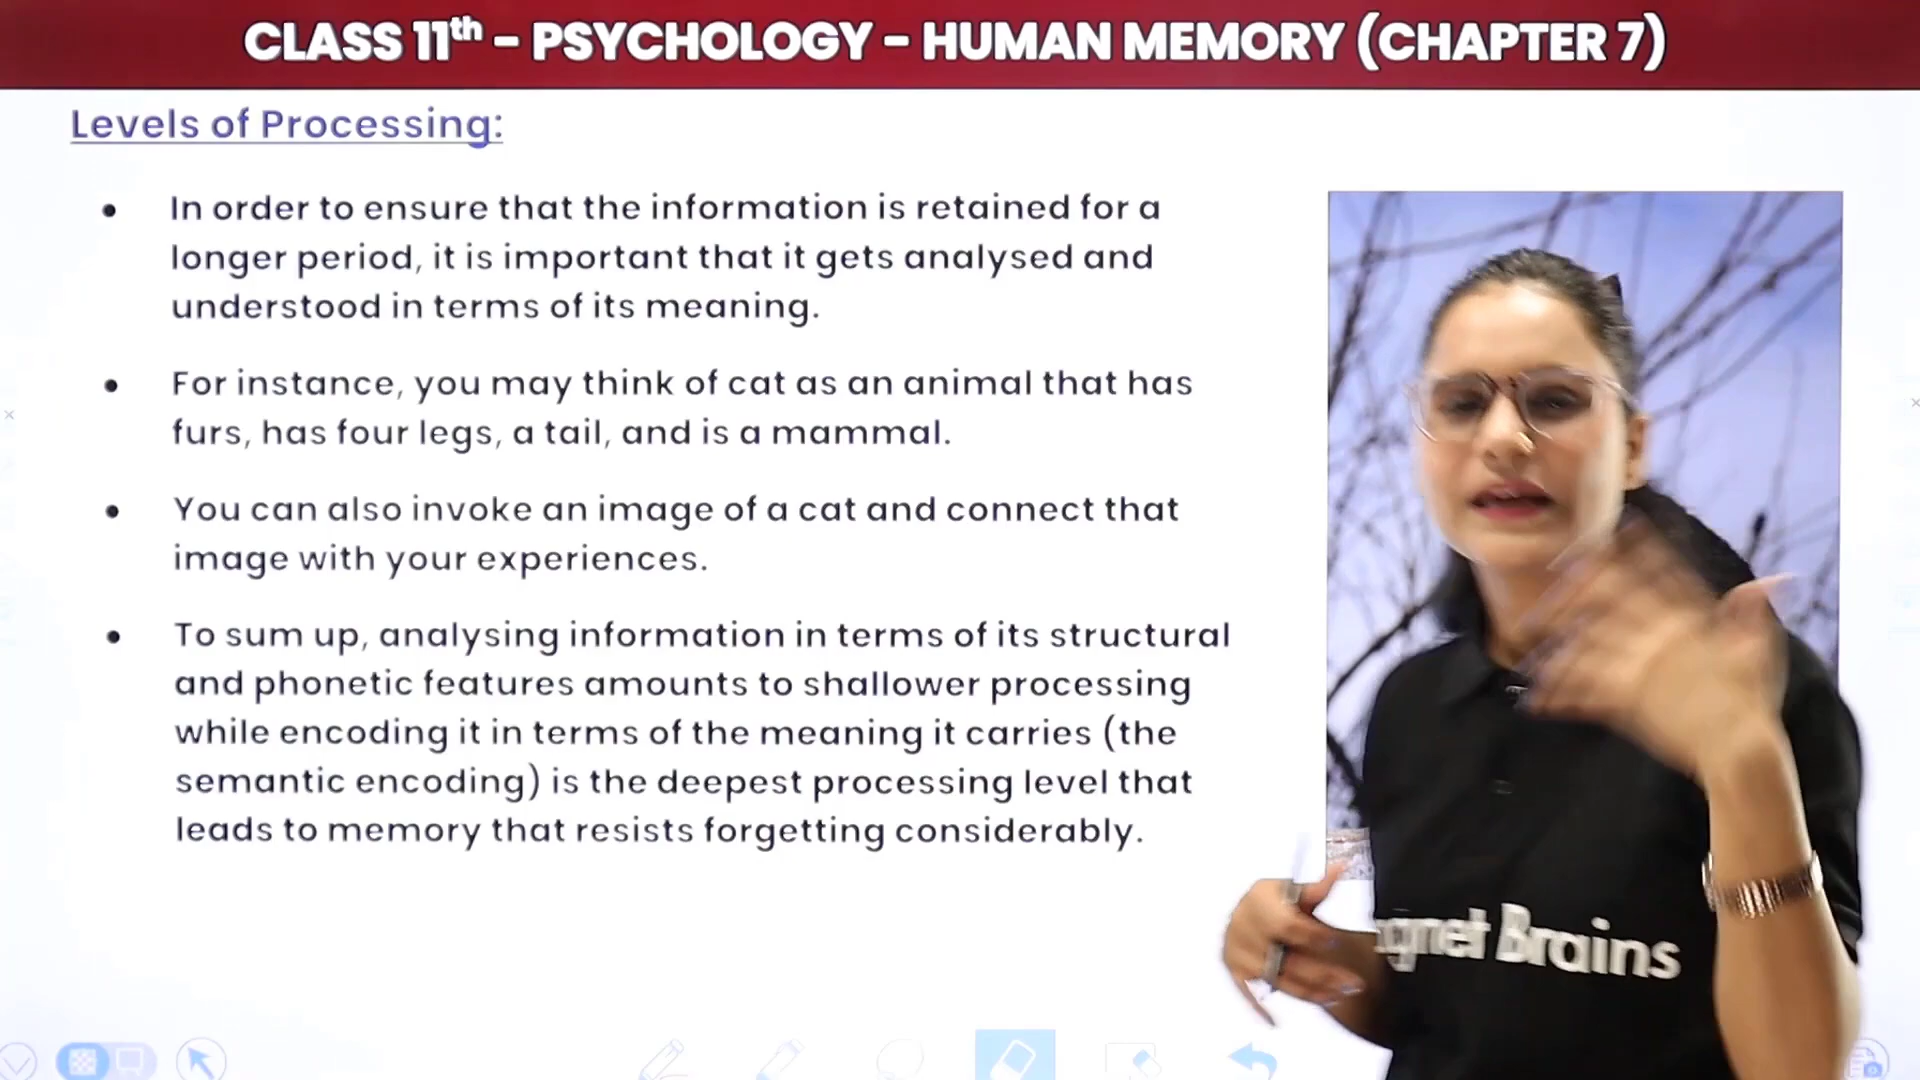 CLASS 11th - PSYCHOLOGY - HUMAN MEMORY (CHAPTER 7)
Levels of Processing:
• In order to ensure that the information is retained for a
longer period, it is important that it gets analysed and
understood in terms of its meaning.
• For instance, you may think of cat as an animal that has
furs, has four legs, a tail, and is a mammal.
• You can also invoke an image of a cat and connect that
image with your experiences.
• To sum up, analysing information in terms of its structural
and phonetic features amounts to shallower processing
while encoding it in terms of the meaning it carries (the
semantic encoding) is the deepest processing level that
leads to memory that resists forgetting considerably.
Brains